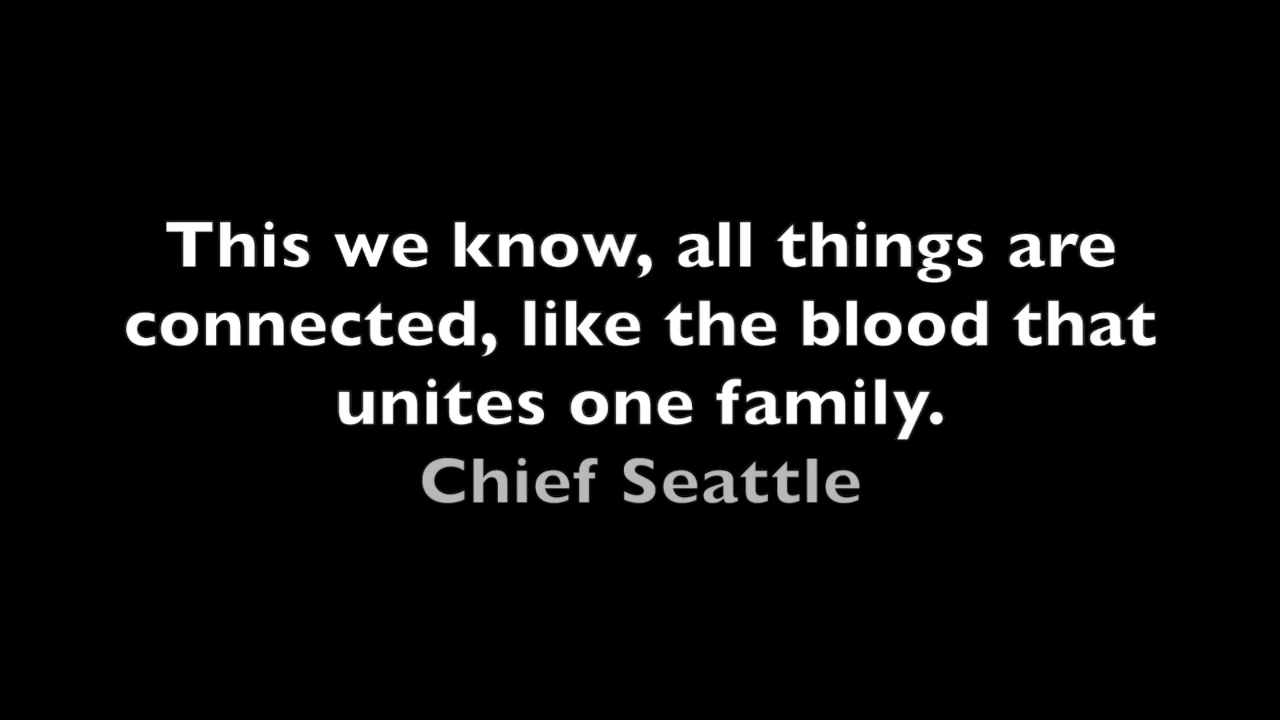 This we know, all things are
connected, like the blood that
unites one family.
Chief Seattle